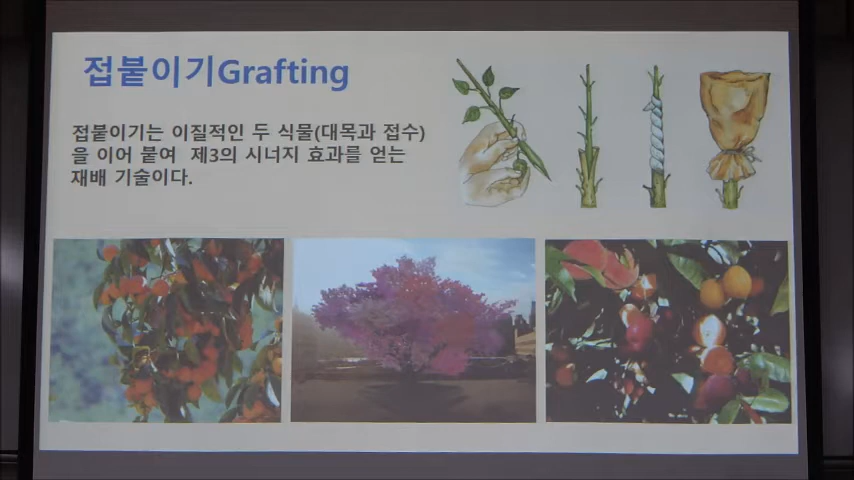 접붙이기Grafting
접붙이기는 이질적인 두 식물(대목과 접수)
을 이어 붙여 제3의 시너지 효과를 얻는
재배 기술이다.